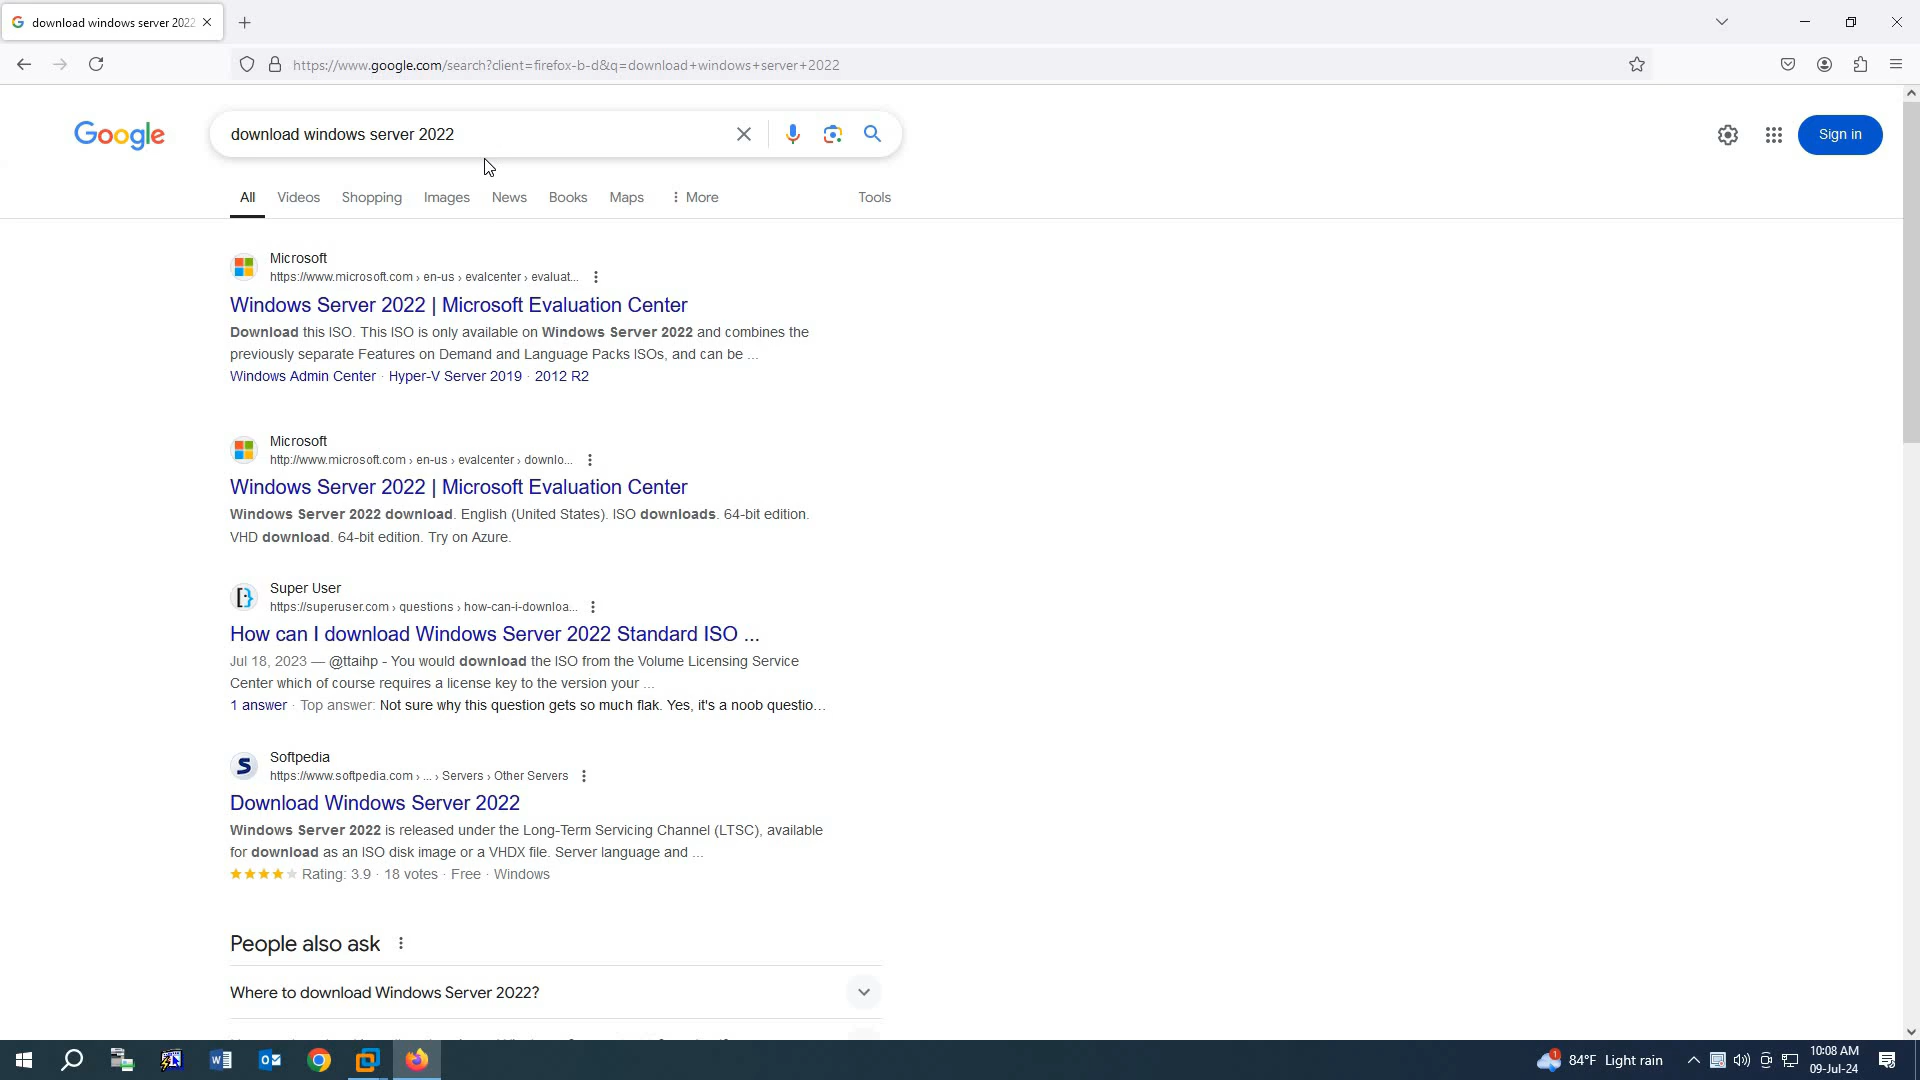 download windows server 2022
https://www.google.com/search?client=firefox-b-d&q=download+windows+server+2022
Google
download windows server 2022
Sign in
All Videos Shopping Images News Books Maps More Tools
Microsoft
https://www.microsoft.com › en-us › evalcenter › evaluat...
Windows Server 2022 | Microsoft Evaluation Center
Download this ISO. This ISO is only available on Windows Server 2022 and combines the
previously separate Features on Demand and Language Packs ISOs, and can be ...
Windows Admin Center · Hyper-V Server 2019 · 2012 R2
Microsoft
http://www.microsoft.com › en-us › evalcenter › downlo...
Windows Server 2022 | Microsoft Evaluation Center
Windows Server 2022 download. English (United States). ISO downloads. 64-bit edition.
VHD download. 64-bit edition. Try on Azure.
Super User
https://superuser.com › questions › how-can-i-downloa...
How can I download Windows Server 2022 Standard ISO ...
Jul 18, 2023 — @ttaihp - You would download the ISO from the Volume Licensing Service
Center which of course requires a license key to the version your ...
1 answer · Top answer: Not sure why this question gets so much flak. Yes, it's a noob questio...
Softpedia
https://www.softpedia.com › ... › Servers › Other Servers
Download Windows Server 2022
Windows Server 2022 is released under the Long-Term Servicing Channel (LTSC), available
for download as an ISO disk image or a VHDX file. Server language and ...
Rating: 3.9 · 18 votes · Free · Windows
People also ask
Where to download Windows Server 2022?
84°F Light rain
10:08 AM
09-Jul-24